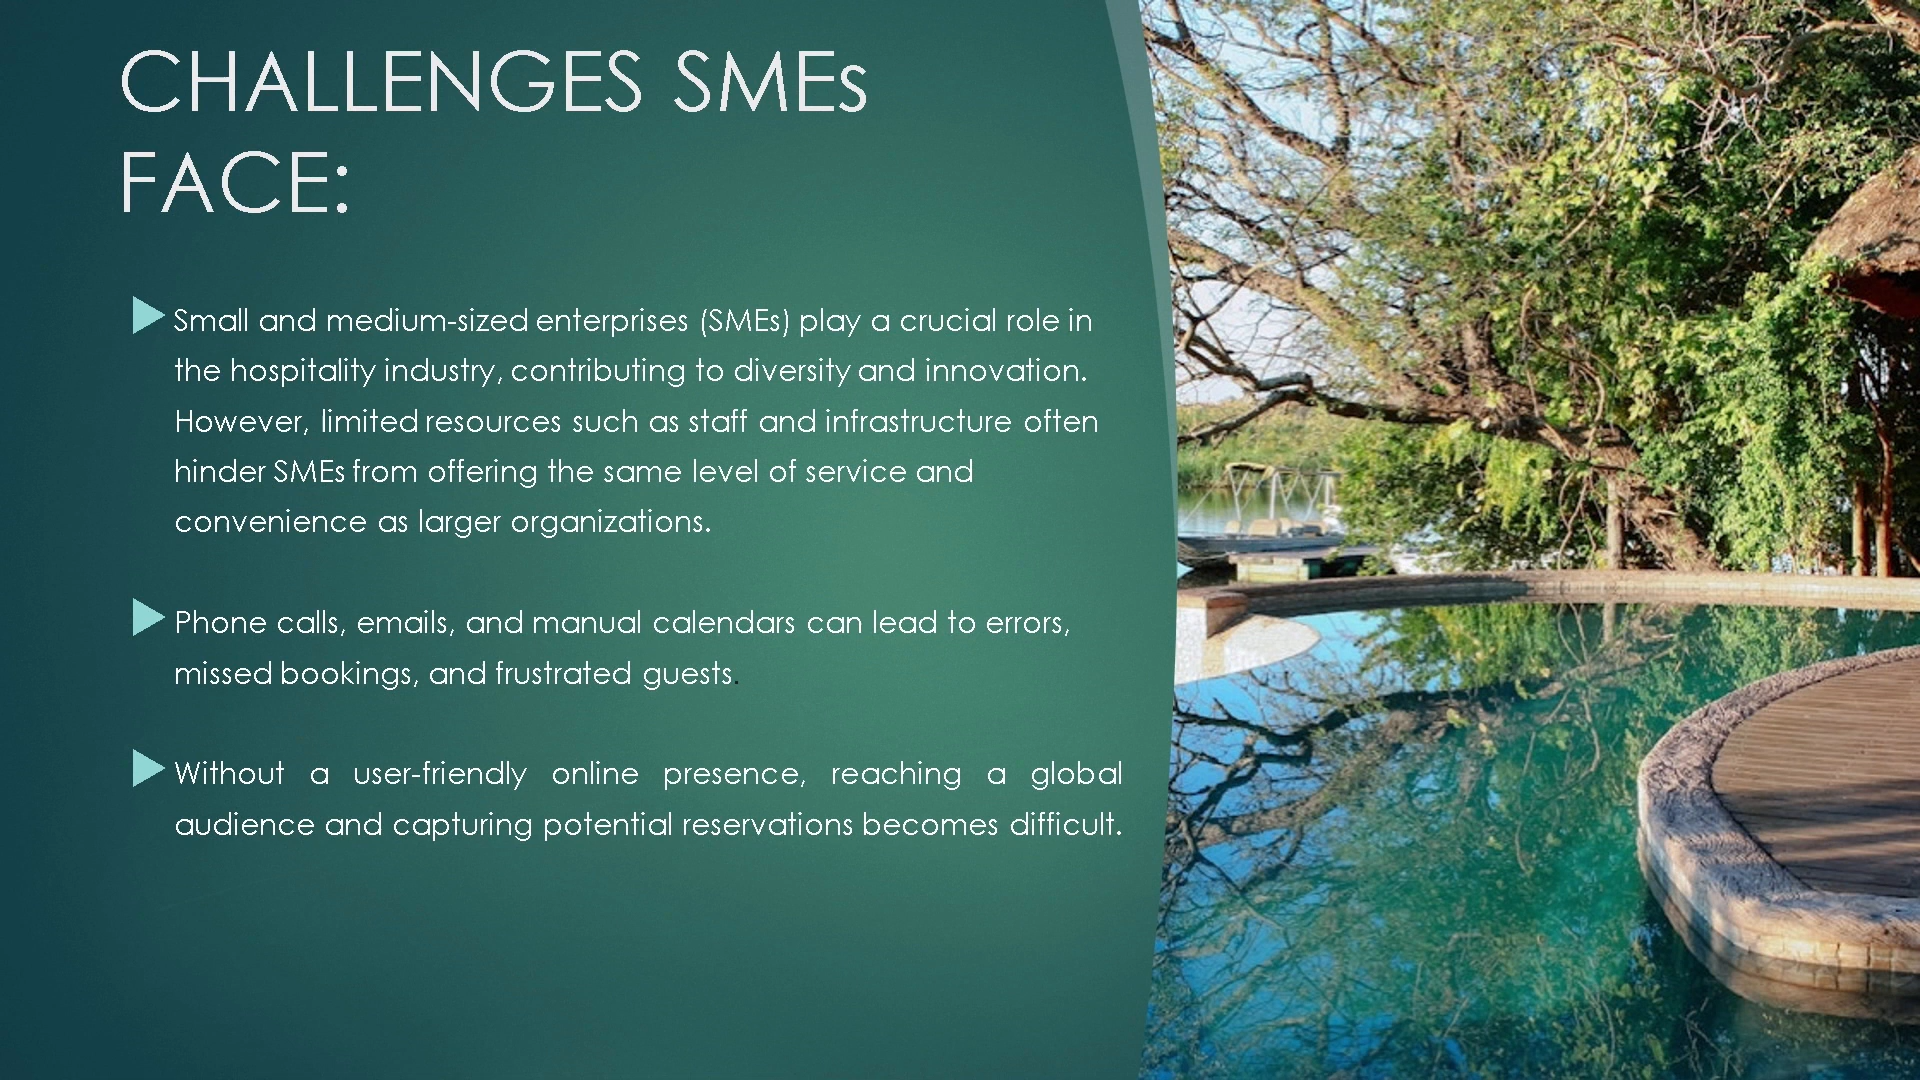 CHALLENGES SMEs
FACE:
Small and medium-sized enterprises (SMEs) play a crucial role in
the hospitality industry, contributing to diversity and innovation.
However, limited resources such as staff and infrastructure often
hinder SMEs from offering the same level of service and
convenience as larger organizations.
Phone calls, emails, and manual calendars can lead to errors,
missed bookings, and frustrated guests.
Without a user-friendly online presence, reaching a global
audience and capturing potential reservations becomes difficult.